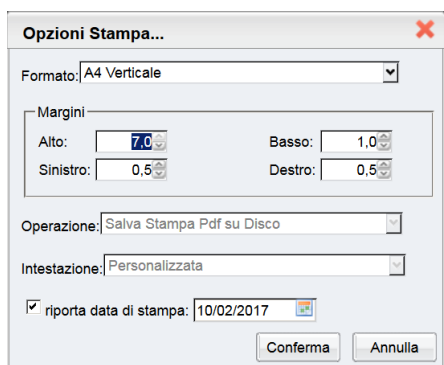 Opzioni Stampa...
Formato: A4 Verticale
Margini
Alto: 7,0 Basso: 1,0
Sinistro: 0,5 Destro: 0,5
Operazione: Salva Stampa Pdf su Disco
Intestazione: Personalizzata
riporta data di stampa: 10/02/2017
Conferma Annulla